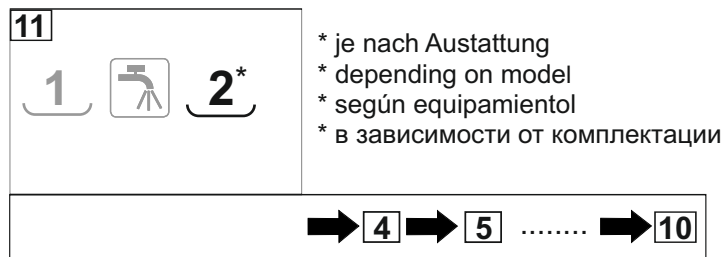 11
1 2*
* je nach Austattung
* depending on model
* según equipamientol
* в зависимости от комплектации
4 5 ........ 10